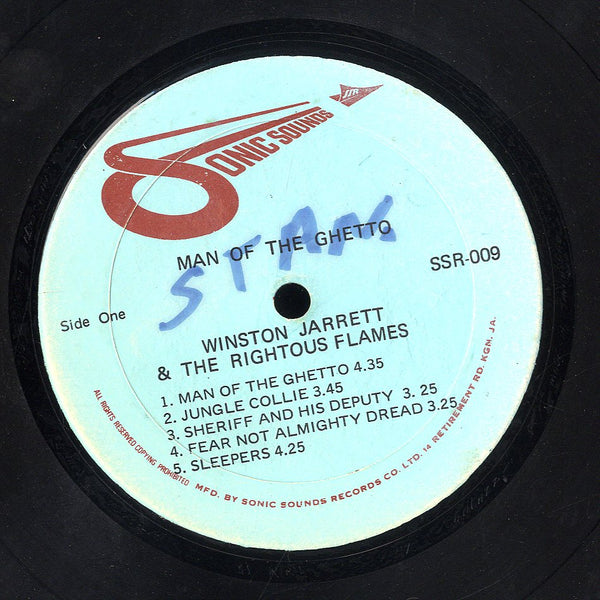 SONIC SOUNDS
SSR
MAN OF THE GHETTO
STAN
SSR-009
Side One
WINSTON JARRETT
& THE RIGHTOUS FLAMES
1. MAN OF THE GHETTO 4.35
2. JUNGLE COLLIE 3.45
3. SHERIFF AND HIS DEPUTY 3. 25
4. FEAR NOT ALMIGHTY DREAD 3.25
5. SLEEPERS 4.25
ALL RIGHTS RESERVED COPYING PROHIBITED MFD. BY SONIC SOUNDS RECORDS CO. LTD. 14 RETIREMENT RD. KGN, JA.